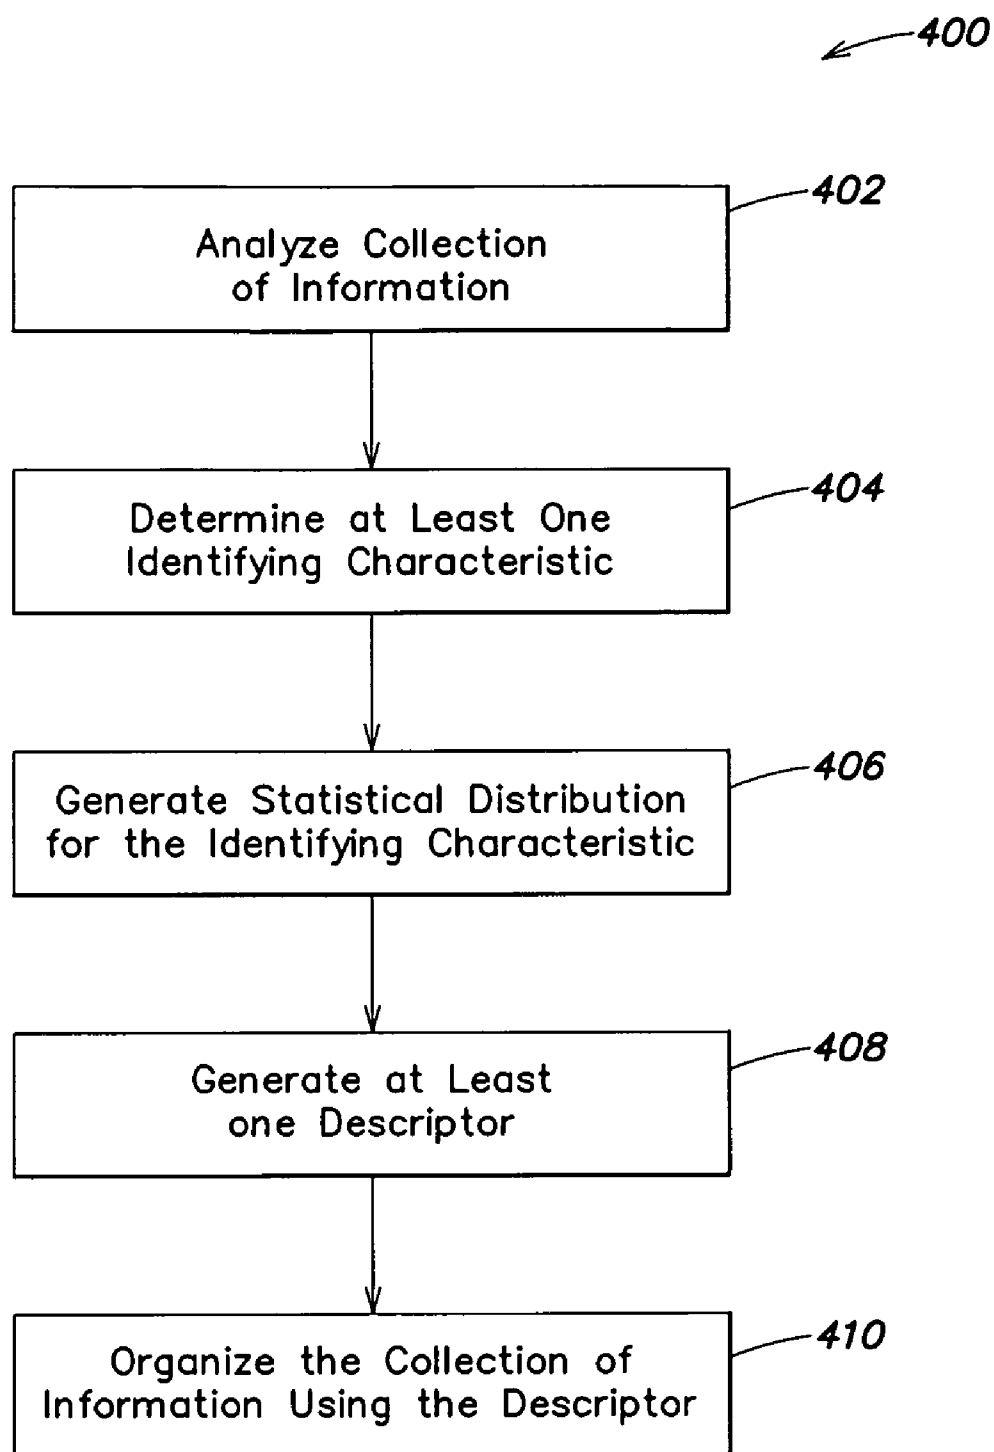 400
402
Analyze Collection
of Information
404
Determine at Least One
Identifying Characteristic
406
Generate Statistical Distribution
for the Identifying Characteristic
408
Generate at Least
one Descriptor
410
Organize the Collection of
Information Using the Descriptor